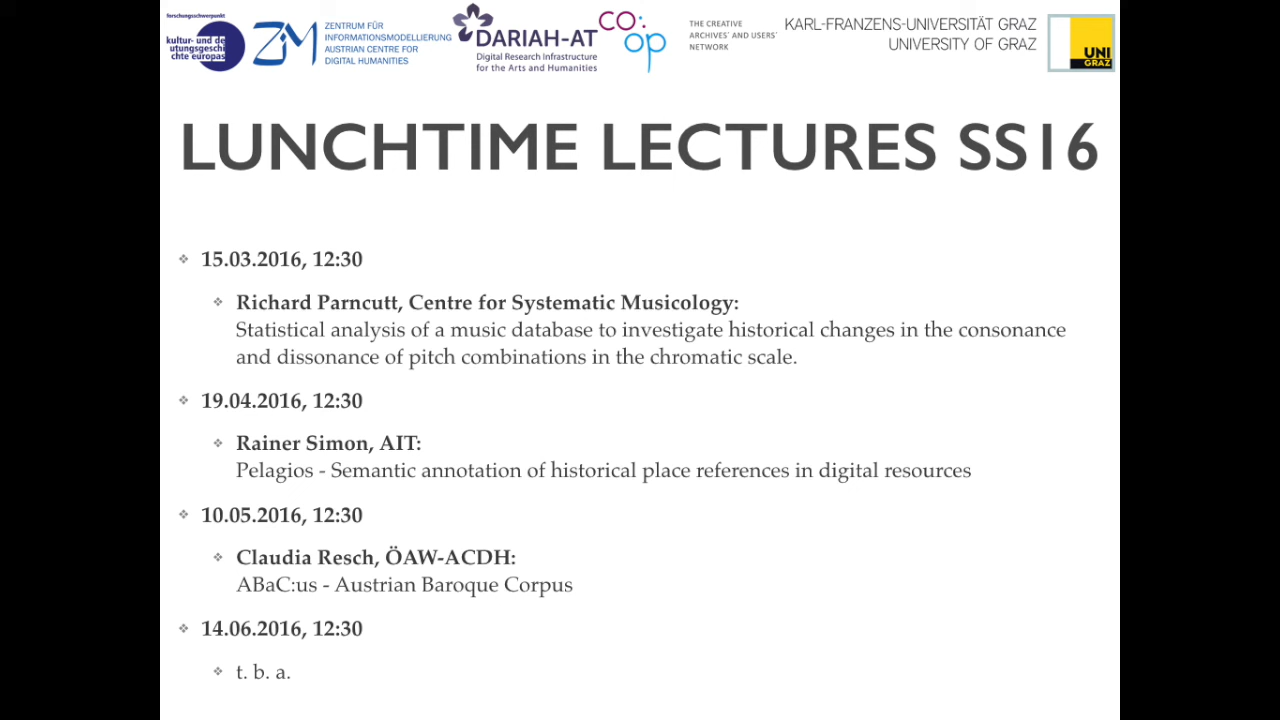 forschungsschwerpunkt
kultur- und de
utungsgeschi
chte europas
ZIM
ZENTRUM FÜR
INFORMATIONSMODELLIERUNG
AUSTRIAN CENTRE FOR
DIGITAL HUMANITIES
DARIAH-AT
Digital Research Infrastructure
for the Arts and Humanities
CO:
OP
THE CREATIVE
ARCHIVES' AND USERS'
NETWORK
KARL-FRANZENS-UNIVERSITÄT GRAZ
UNIVERSITY OF GRAZ
UNI
GRAZ
LUNCHTIME LECTURES SS16
15.03.2016, 12:30
Richard Parncutt, Centre for Systematic Musicology:
Statistical analysis of a music database to investigate historical changes in the consonance
and dissonance of pitch combinations in the chromatic scale.
19.04.2016, 12:30
Rainer Simon, AIT:
Pelagios - Semantic annotation of historical place references in digital resources
10.05.2016, 12:30
Claudia Resch, ÖAW-ACDH:
ABaC:us - Austrian Baroque Corpus
14.06.2016, 12:30
t. b. a.